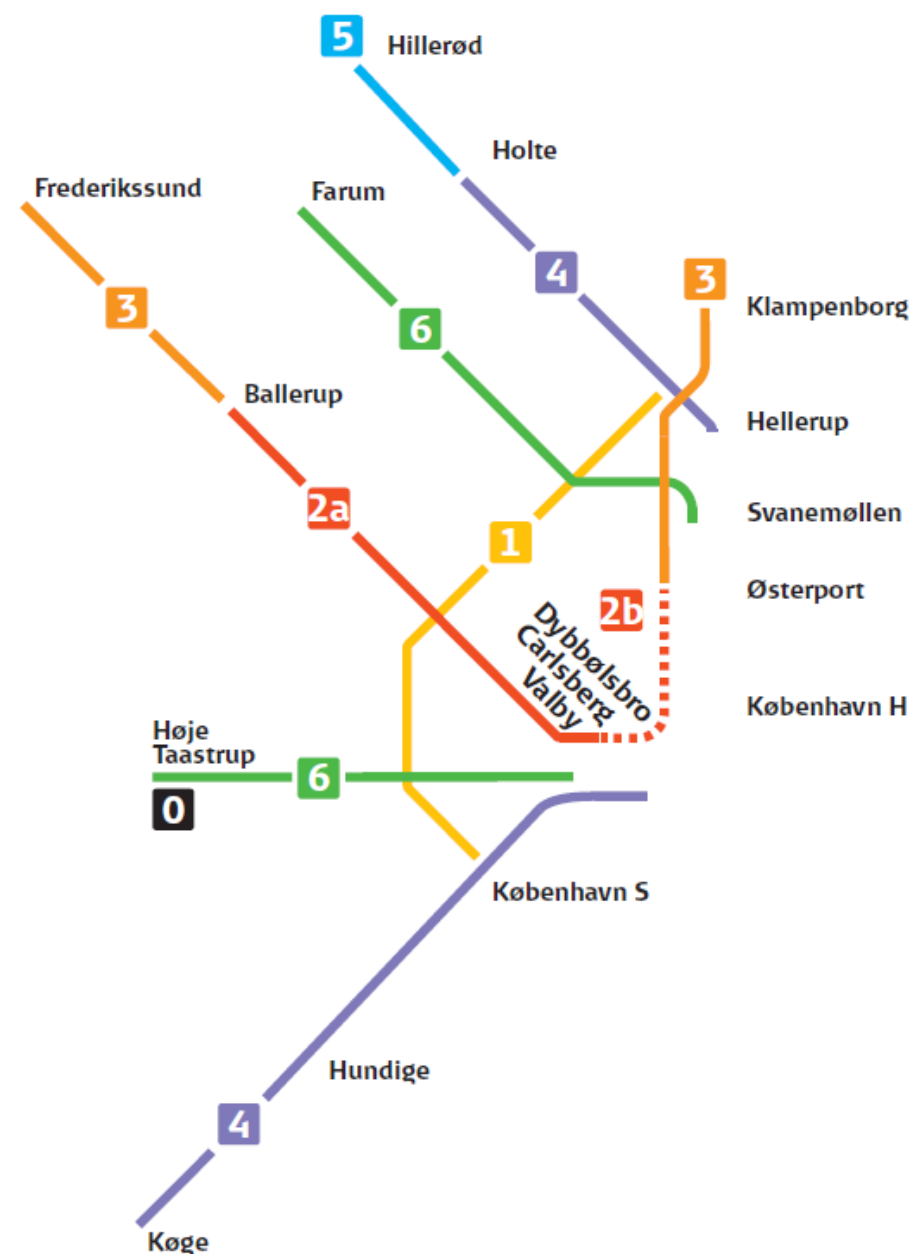 5
Hillerød
Holte
Frederikssund
Farum
4
3
3
Klampenborg
6
Ballerup
Hellerup
2a
Svanemøllen
1
Østerport
2b
Dybbølsbro
Carlsberg
Valby
København H
Høje
Taastrup
6
0
København S
Hundige
4
Køge